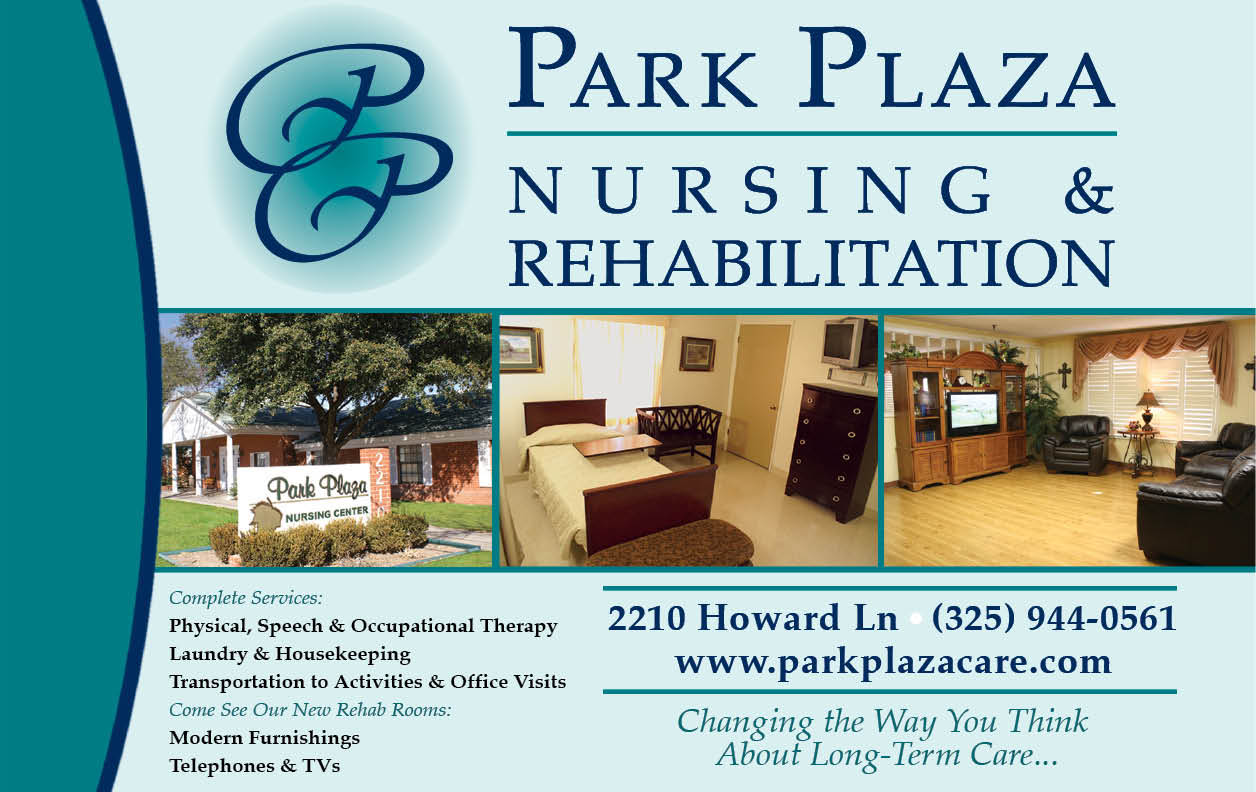 PP
PARK PLAZA
NURSING &
REHABILITATION
Park Plaza
NURSING CENTER
221
Complete Services:
Physical, Speech & Occupational Therapy
Laundry & Housekeeping
Transportation to Activities & Office Visits
Come See Our New Rehab Rooms:
Modern Furnishings
Telephones & TVs
2210 Howard Ln • (325) 944-0561
www.parkplazacare.com
Changing the Way You Think
About Long-Term Care...